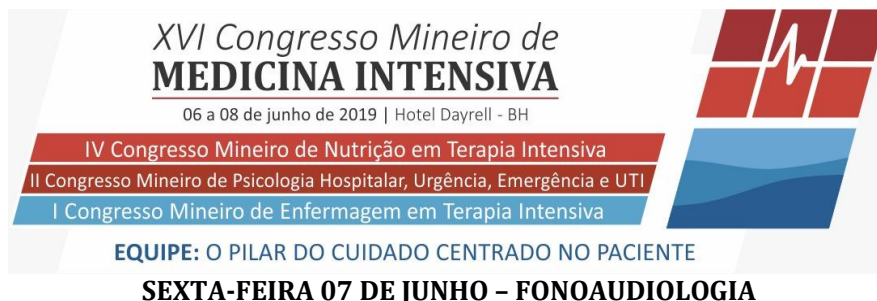 XVI Congresso Mineiro de
MEDICINA INTENSIVA
06 a 08 de junho de 2019 | Hotel Dayrell - BH
IV Congresso Mineiro de Nutrição em Terapia Intensiva
II Congresso Mineiro de Psicologia Hospitalar, Urgência, Emergência e UTI
I Congresso Mineiro de Enfermagem em Terapia Intensiva
EQUIPE: O PILAR DO CUIDADO CENTRADO NO PACIENTE
SEXTA-FEIRA 07 DE JUNHO – FONOAUDIOLOGIA